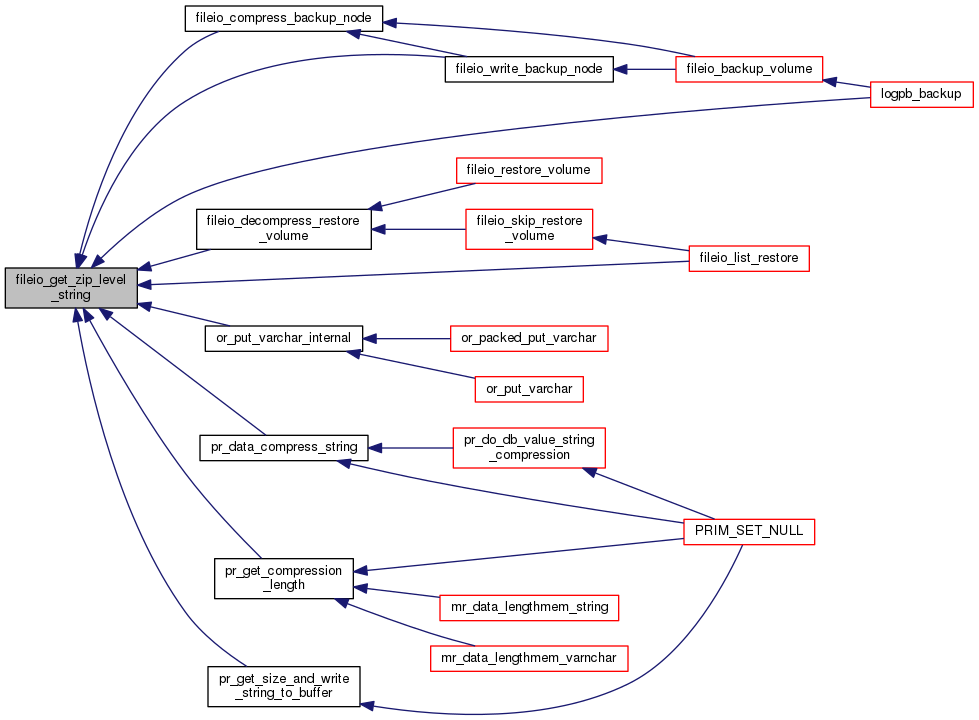 fileio_compress_backup_node
fileio_write_backup_node
fileio_backup_volume
logpb_backup
fileio_restore_volume
fileio_decompress_restore
_volume
fileio_skip_restore
_volume
fileio_list_restore
fileio_get_zip_level
_string
or_put_varchar_internal
or_packed_put_varchar
or_put_varchar
pr_data_compress_string
pr_do_db_value_string
_compression
PRIM_SET_NULL
pr_get_compression
_length
mr_data_lengthmem_string
mr_data_lengthmem_varnchar
pr_get_size_and_write
_string_to_buffer